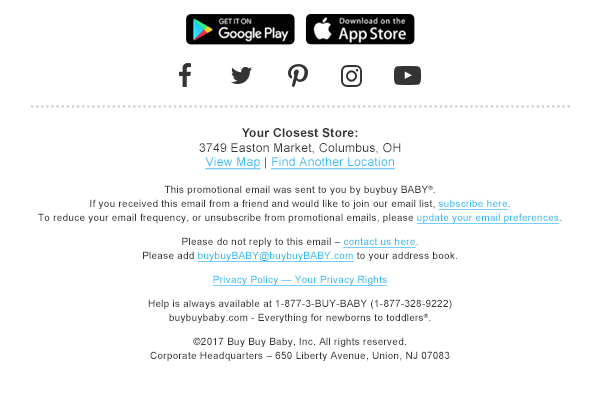 GET IT ON
Google Play
Download on the
App Store
Your Closest Store:
3749 Easton Market, Columbus, OH
View Map | Find Another Location
This promotional email was sent to you by buybuy BABY®.
If you received this email from a friend and would like to join our email list, subscribe here.
To reduce your email frequency, or unsubscribe from promotional emails, please update your email preferences.
Please do not reply to this email – contact us here.
Please add buybuyBABY@buybuyBABY.com to your address book.
Privacy Policy — Your Privacy Rights
Help is always available at 1-877-3-BUY-BABY (1-877-328-9222)
buybuybaby.com - Everything for newborns to toddlers®.
©2017 Buy Buy Baby, Inc. All rights reserved.
Corporate Headquarters – 650 Liberty Avenue, Union, NJ 07083